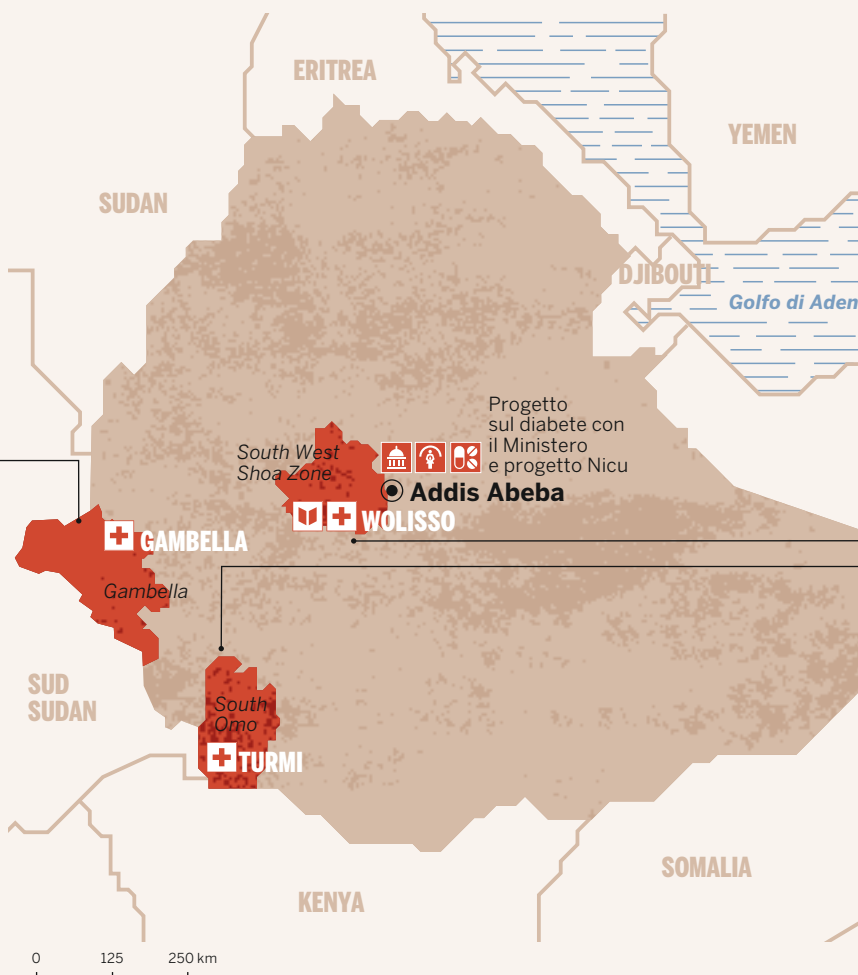 ERITREA
YEMEN
SUDAN
DJIBOUTI
Golfo di Aden
Progetto
sul diabete con
il Ministero
e progetto Nicu
South West
Shoa Zone
Addis Abeba
WOLISSO
GAMBELLA
Gambella
SUD
SUDAN
South
Omo
TURMI
SOMALIA
KENYA
0 125 250 km